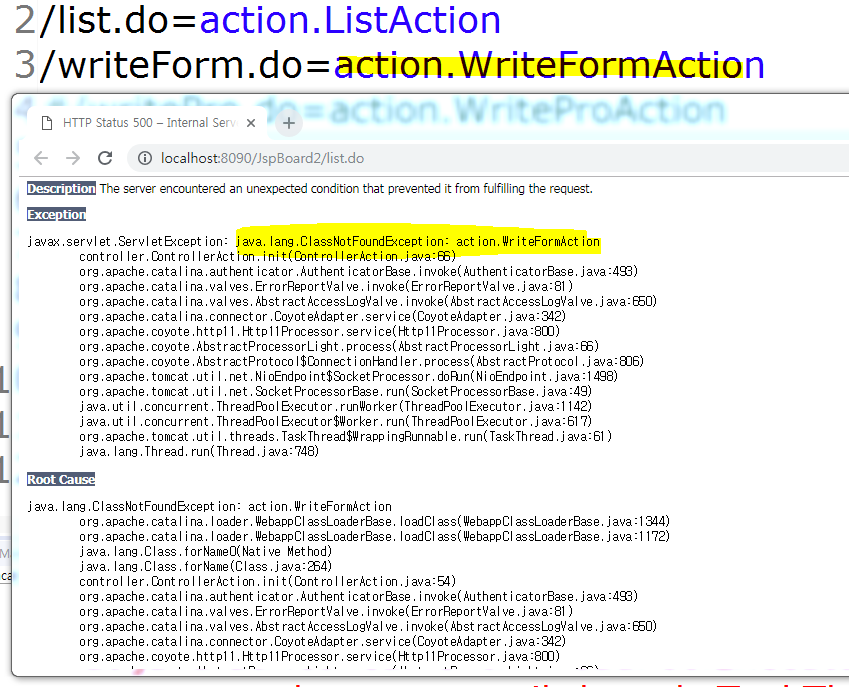 2/list.do=action.ListAction
3/writeForm.do=action.WriteFormAction
action.WriteProAction
HTTP Status 500 – Internal Serv
localhost:8090/JspBoard2/list.do
Description The server encountered an unexpected condition that prevented it from fulfilling the request.
Exception
javax.servlet.ServletException: java.lang.ClassNotFoundException: action.WriteFormAction
controller.ControllerAction.init(ControllerAction.java:66)
org.apache.catalina.authenticator.AuthenticatorBase.invoke(AuthenticatorBase.java:493)
org.apache.catalina.valves.ErrorReportValve.invoke(ErrorReportValve.java:81)
org.apache.catalina.valves.AbstractAccessLogValve.invoke(AbstractAccessLogValve.java:650)
org.apache.catalina.connector.CoyoteAdapter.service(CoyoteAdapter.java:342)
org.apache.coyote.http11.Http11Processor.service(Http11Processor.java:800)
org.apache.coyote.AbstractProcessorLight.process(AbstractProcessorLight.java:66)
org.apache.coyote.AbstractProtocol$ConnectionHandler.process(AbstractProtocol.java:806)
org.apache.tomcat.util.net.NioEndpoint$SocketProcessor.doRun(NioEndpoint.java:1498)
org.apache.tomcat.util.net.SocketProcessorBase.run(SocketProcessorBase.java:49)
java.util.concurrent.ThreadPoolExecutor.runWorker(ThreadPoolExecutor.java:1142)
java.util.concurrent.ThreadPoolExecutor$Worker.run(ThreadPoolExecutor.java:617)
org.apache.tomcat.util.threads.TaskThread$WrappingRunnable.run(TaskThread.java:61)
java.lang.Thread.run(Thread.java:748)
Root Cause
java.lang.ClassNotFoundException: action.WriteFormAction
org.apache.catalina.loader.WebappClassLoaderBase.loadClass(WebappClassLoaderBase.java:1344)
org.apache.catalina.loader.WebappClassLoaderBase.loadClass(WebappClassLoaderBase.java:1172)
java.lang.Class.forName0(Native Method)
java.lang.Class.forName(Class.java:264)
controller.ControllerAction.init(ControllerAction.java:54)
org.apache.catalina.authenticator.AuthenticatorBase.invoke(AuthenticatorBase.java:493)
org.apache.catalina.valves.ErrorReportValve.invoke(ErrorReportValve.java:81)
org.apache.catalina.valves.AbstractAccessLogValve.invoke(AbstractAccessLogValve.java:650)
org.apache.catalina.connector.CoyoteAdapter.service(CoyoteAdapter.java:342)
org.apache.coyote.http11.Http11Processor.service(Http11Processor.java:800)